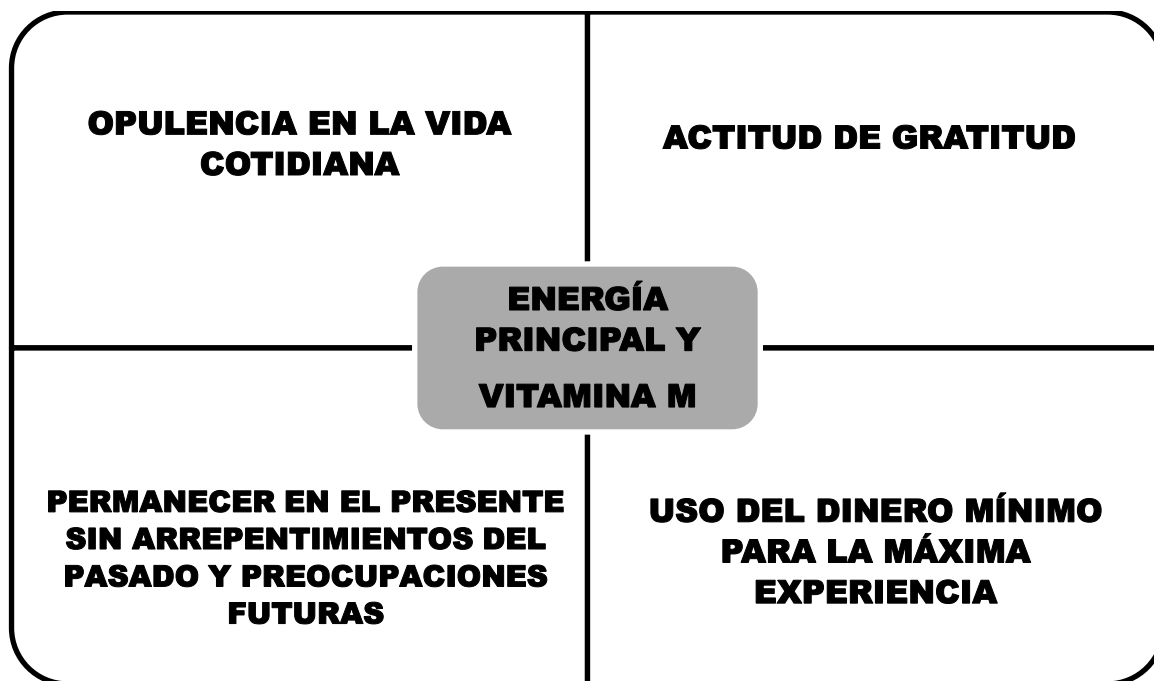 OPULENCIA EN LA VIDA
COTIDIANA
ACTITUD DE GRATITUD
ENERGÍA
PRINCIPAL Y
VITAMINA M
PERMANECER EN EL PRESENTE
SIN ARREPENTIMIENTOS DEL
PASADO Y PREOCUPACIONES
FUTURAS
USO DEL DINERO MÍNIMO
PARA LA MÁXIMA
EXPERIENCIA